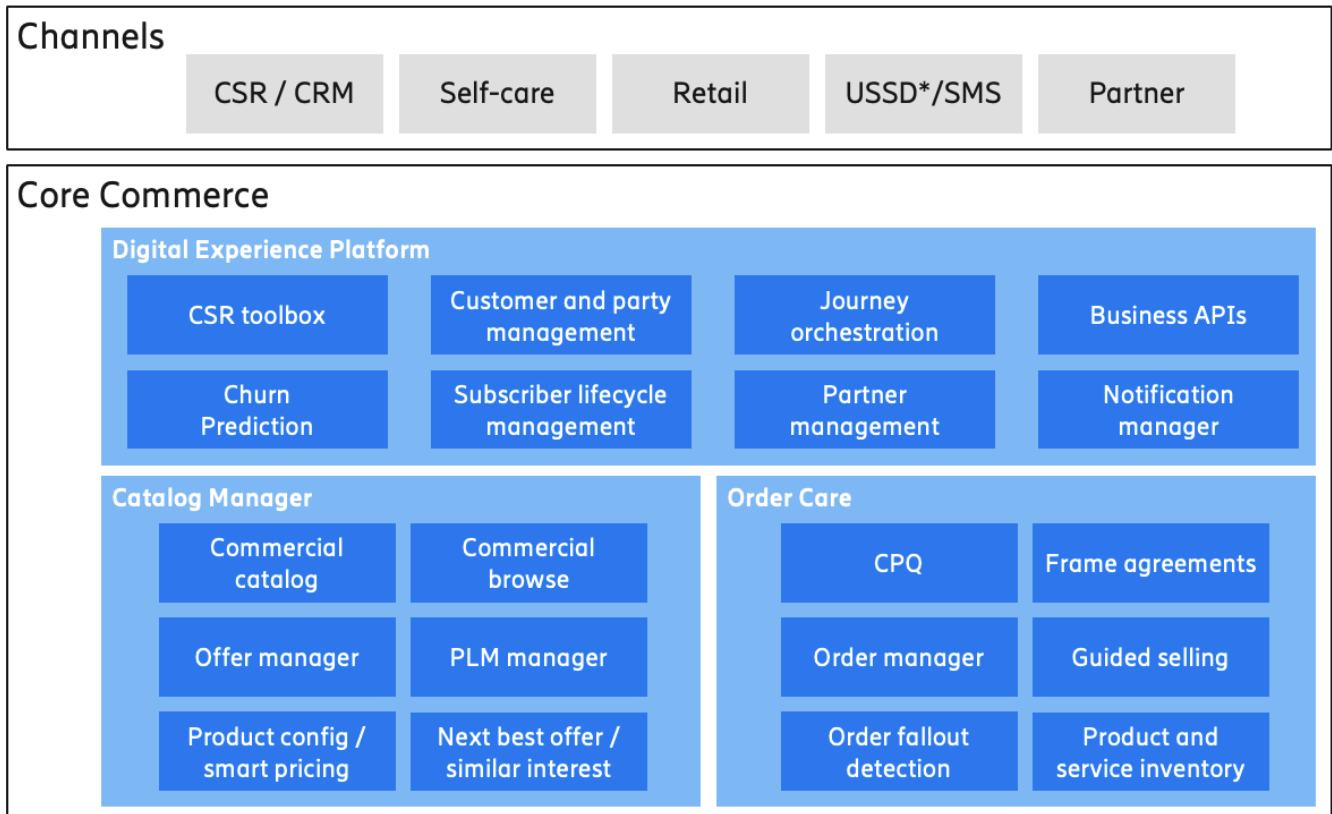 Channels
CSR / CRM
Self-care
Retail
USSD*/SMS
Partner
Core Commerce
Digital Experience Platform
CSR toolbox
Customer and party
management
Journey
orchestration
Business APIs
Churn
Prediction
Subscriber lifecycle
management
Partner
management
Notification
manager
Catalog Manager
Commercial
catalog
Commercial
browse
Offer manager
PLM manager
Product config /
smart pricing
Next best offer /
similar interest
Order Care
CPQ
Frame agreements
Order manager
Guided selling
Order fallout
detection
Product and
service inventory